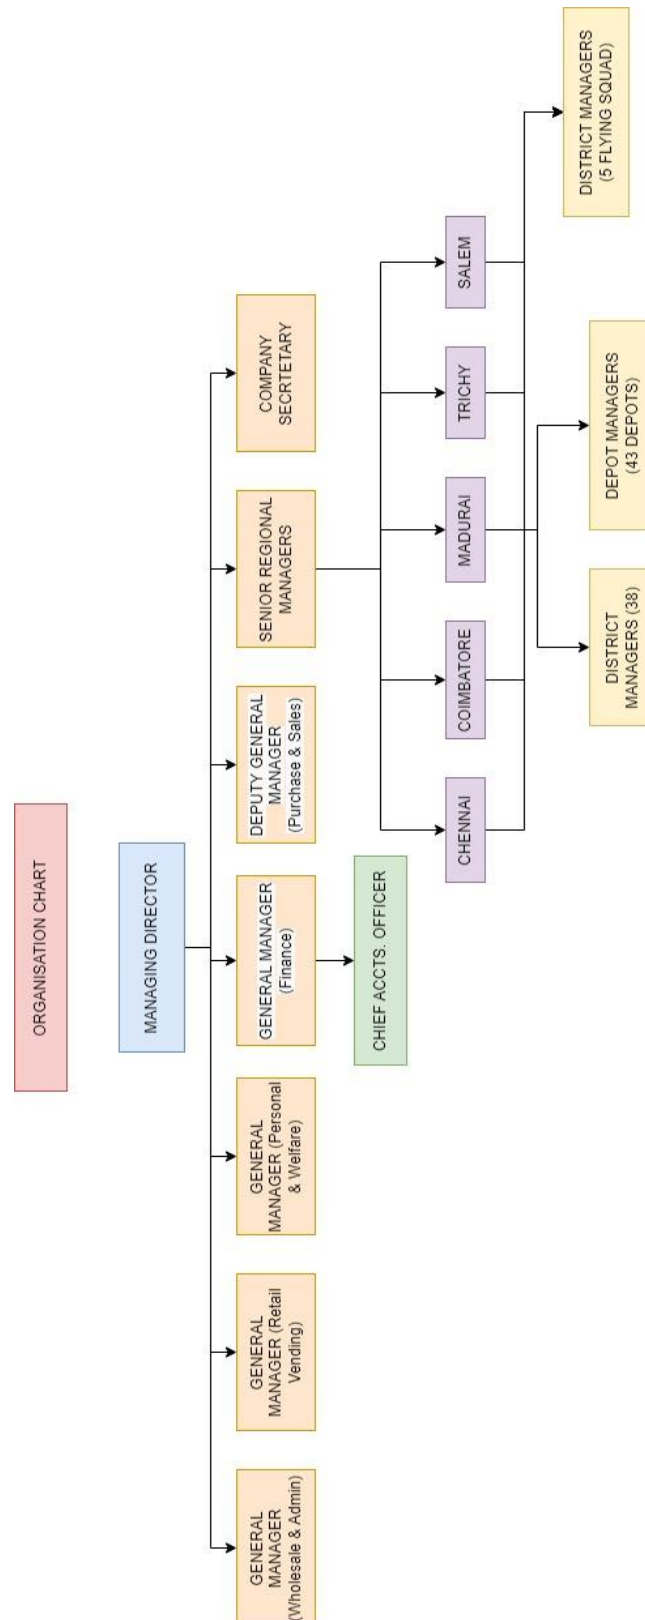 ORGANISATION CHART
MANAGING DIRECTOR
GENERAL
MANAGER
(Wholesale & Admin)
GENERAL
MANAGER (Retail
Vending)
GENERAL
MANAGER (Personal
& Welfare)
GENERAL MANAGER
(Finance)
DEPUTY GENERAL
MANAGER
(Purchase & Sales)
SENIOR REGIONAL
MANAGERS
COMPANY
SECRTETARY
CHIEF ACCTS. OFFICER
CHENNAI
COIMBATORE
MADURAI
TRICHY
SALEM
DISTRICT
MANAGERS (38)
DEPOT MANAGERS
(43 DEPOTS)
DISTRICT MANAGERS
(5 FLYING SQUAD)